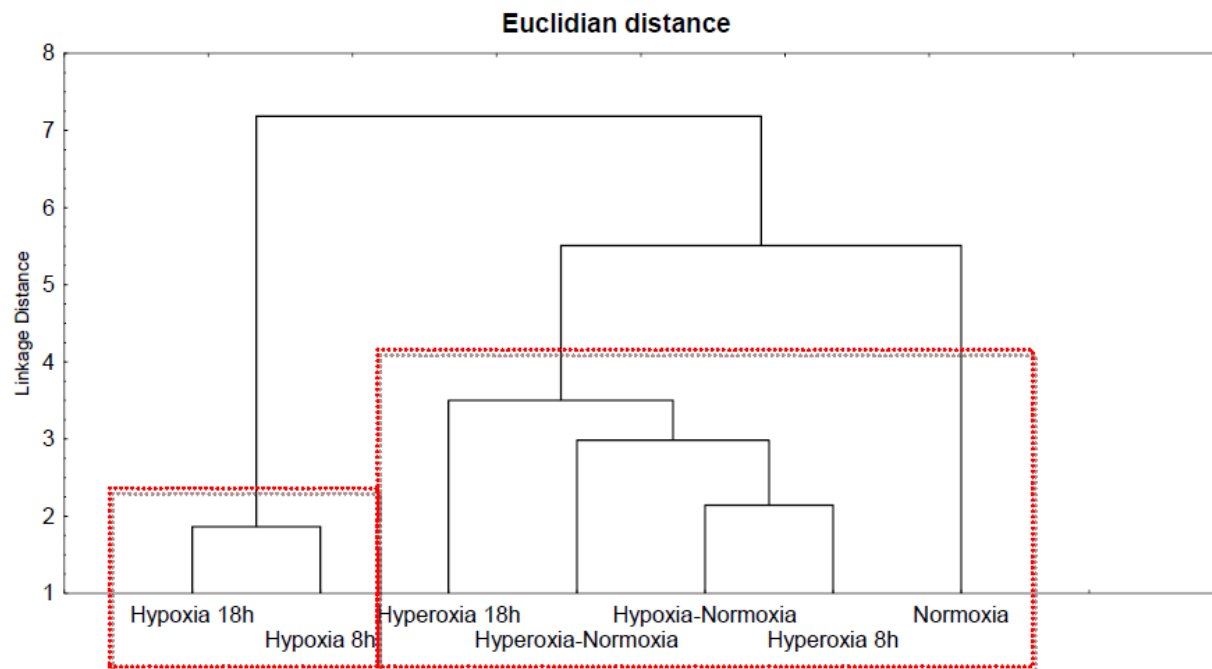 Euclidian distance
8
7
6
5
4
3
2
1
Linkage Distance
Hypoxia 18h
Hyperoxia 18h
Hypoxia-Normoxia
Normoxia
Hypoxia 8h
Hyperoxia-Normoxia
Hyperoxia 8h